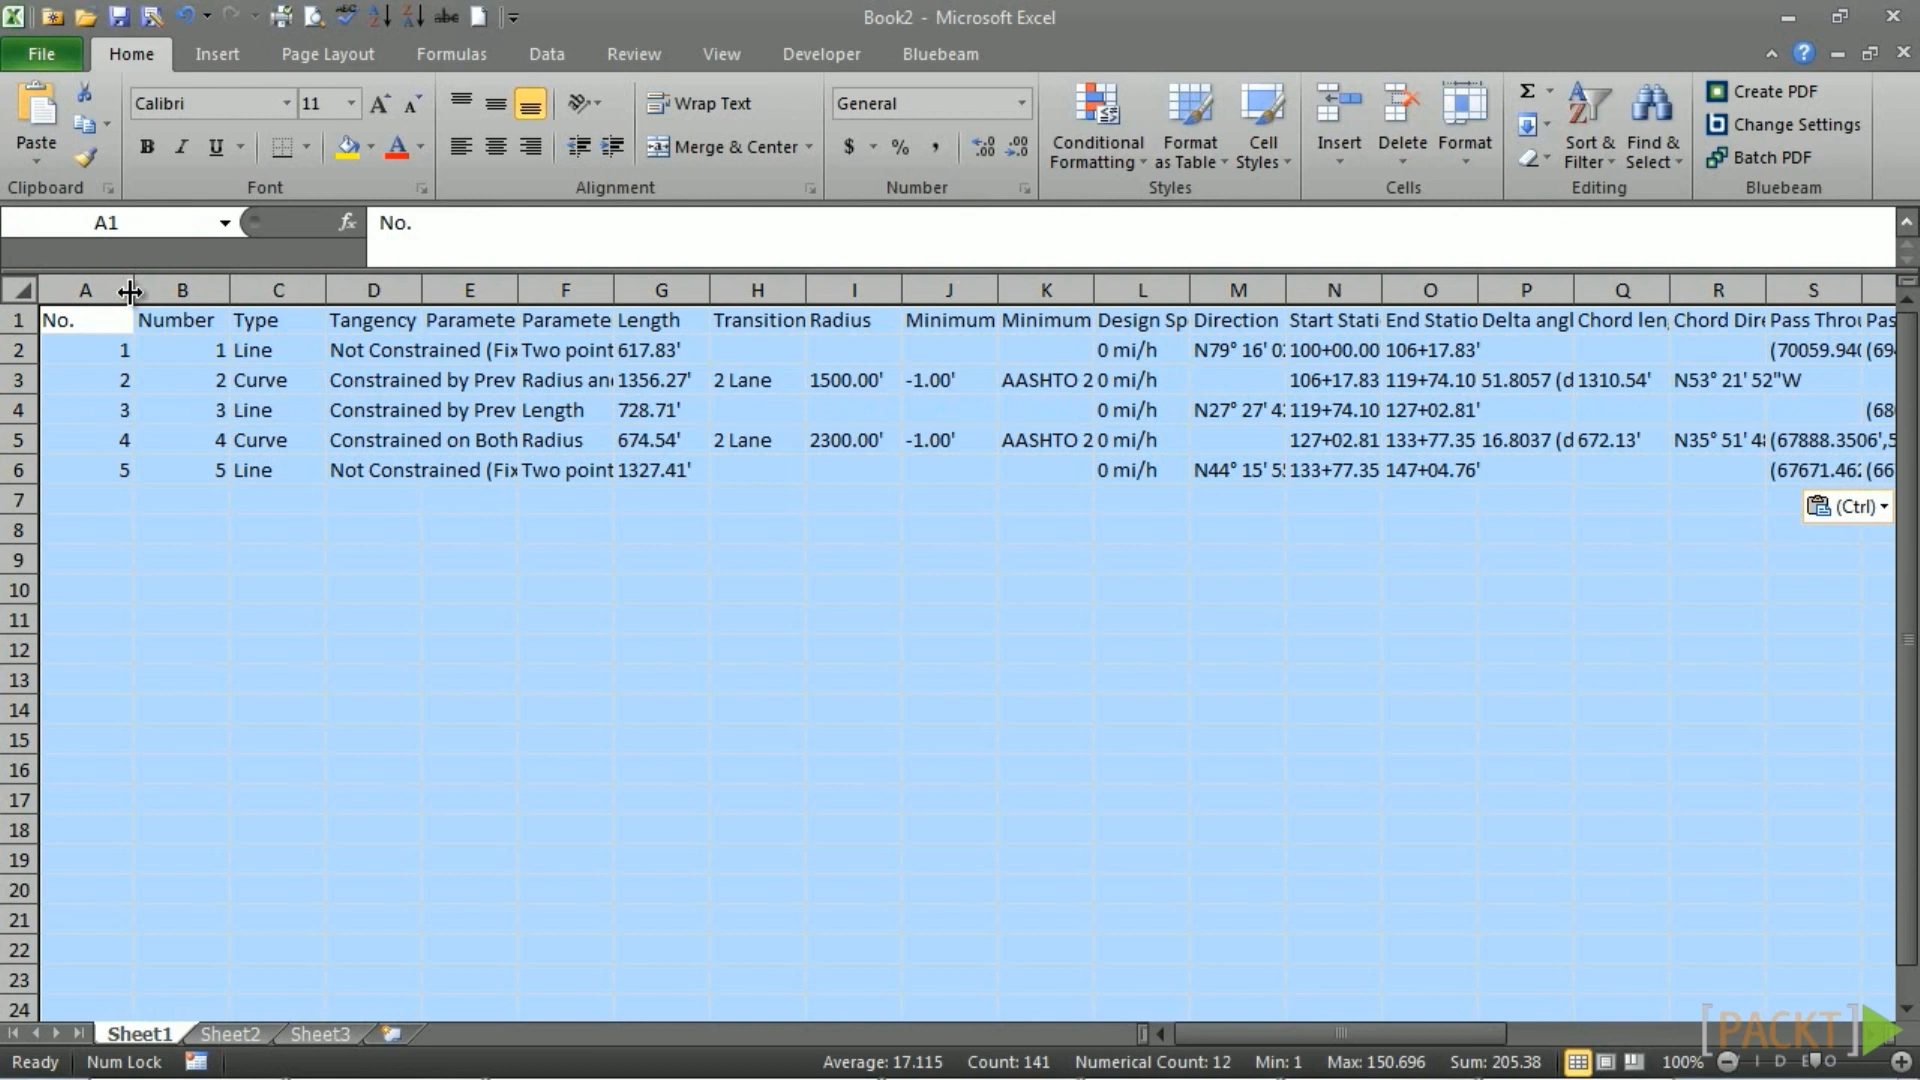 Book2 - Microsoft Excel
File Home Insert Page Layout Formulas Data Review View Developer Bluebeam
Paste
Clipboard
Calibri 11
B I U
Font
Wrap Text
Merge & Center
Alignment
General
$ % ,
Number
Conditional Formatting
Format as Table
Cell Styles
Styles
Insert Delete Format
Cells
Σ
Sort & Filter
Find & Select
Editing
Create PDF
Change Settings
Batch PDF
Bluebeam
A1 fx No.
A B C D E F G H I J K L M N O P Q R S
1 No. Number Type Tangency Paramete Paramete Length Transition Radius Minimum Minimum Design Sp Direction Start Stati End Statio Delta angl Chord len Chord Dire Pass Throu Pas
2 1 1 Line Not Constrained (Fix Two point 617.83' 0 mi/h N79° 16' 0 100+00.00 106+17.83' (70059.940 (694
3 2 2 Curve Constrained by Prev Radius an 1356.27' 2 Lane 1500.00' -1.00' AASHTO 2 0 mi/h 106+17.83 119+74.10 51.8057 (d 1310.54' N53° 21' 52"W
4 3 3 Line Constrained by Prev Length 728.71' 0 mi/h N27° 27' 4 119+74.10 127+02.81' (68
5 4 4 Curve Constrained on Both Radius 674.54' 2 Lane 2300.00' -1.00' AASHTO 2 0 mi/h 127+02.81 133+77.35 16.8037 (d 672.13' N35° 51' 48 (67888.3506',5
6 5 5 Line Not Constrained (Fix Two point 1327.41' 0 mi/h N44° 15' 5 133+77.35 147+04.76' (67671.462 (66
7 (Ctrl)
8
9
10
11
12
13
14
15
16
17
18
19
20
21
22
23
24
Sheet1 Sheet2 Sheet3
[PACKT]
VIDEO
Ready Num Lock Average: 17.115 Count: 141 Numerical Count: 12 Min: 1 Max: 150.696 Sum: 205.38 100%